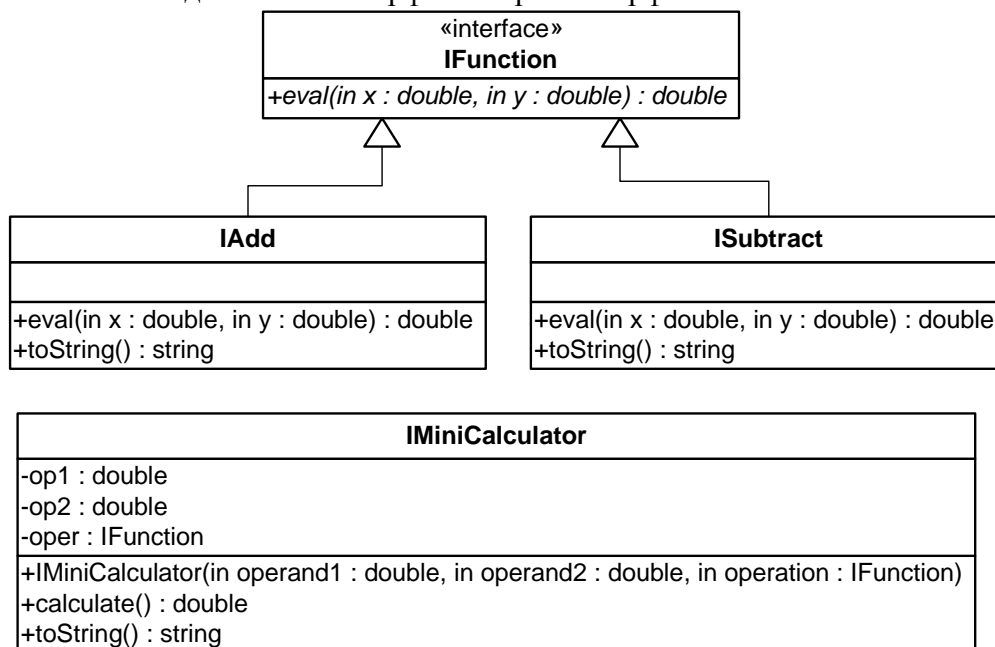 «interface»
IFunction
+eval(in x : double, in y : double) : double
IAdd
+eval(in x : double, in y : double) : double
+toString() : string
ISubtract
+eval(in x : double, in y : double) : double
+toString() : string
IMiniCalculator
-op1 : double
-op2 : double
-oper : IFunction
+IMiniCalculator(in operand1 : double, in operand2 : double, in operation : IFunction)
+calculate() : double
+toString() : string